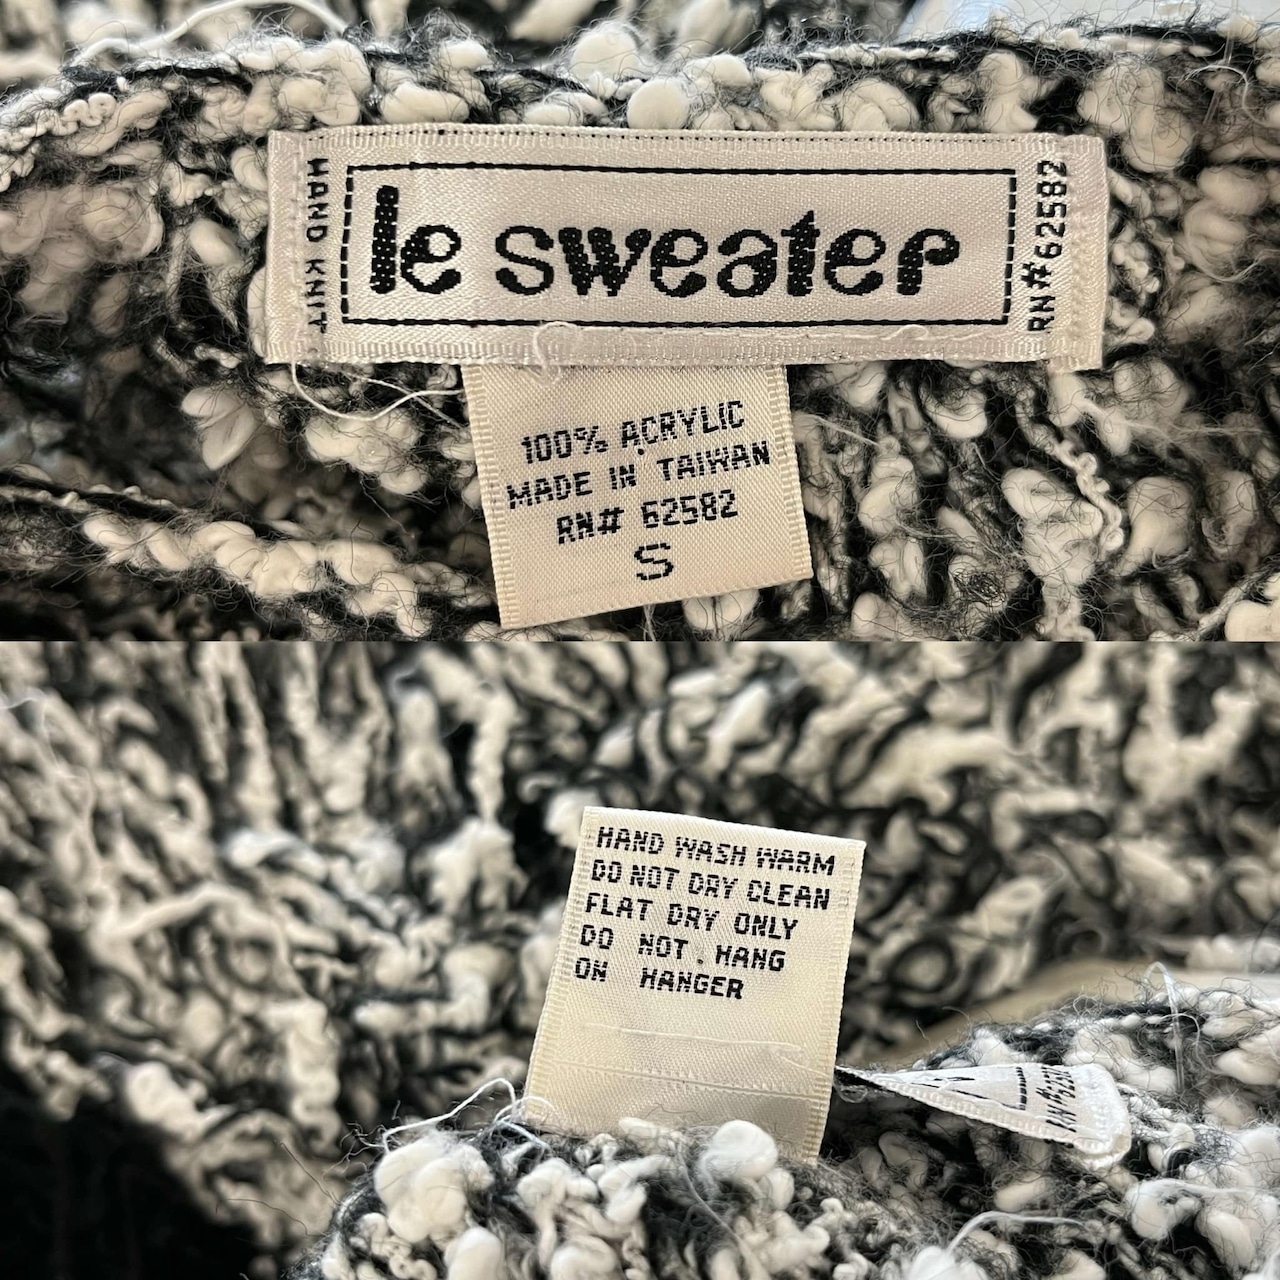 HAND KNIT
le sweater
RN# 62582
100% ACRYLIC
MADE IN TAIWAN
RN# 62582
S
HAND WASH WARM
DO NOT DRY CLEAN
FLAT DRY ONLY
DO NOT. HANG
ON HANGER